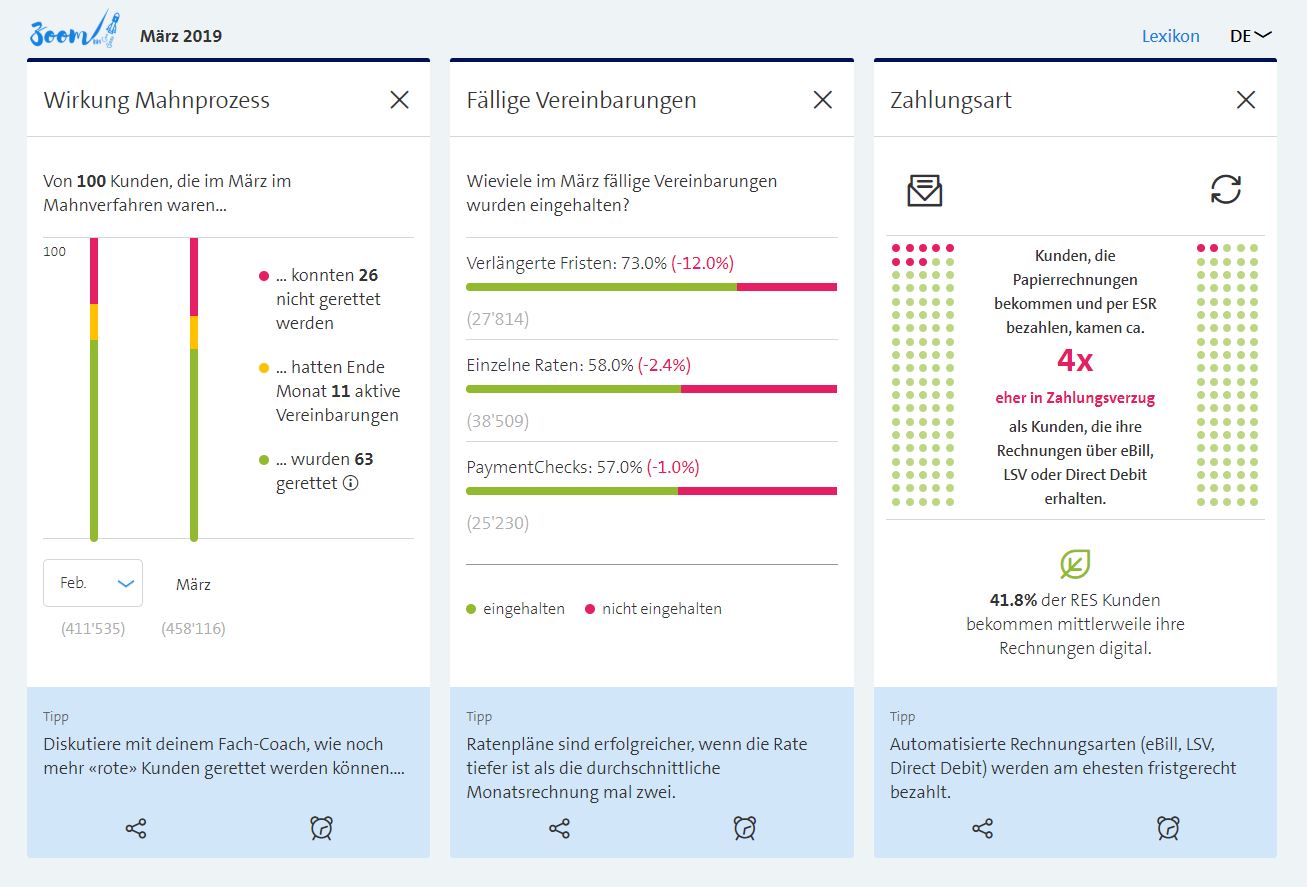 Zoom
März 2019
Lexikon
DE
Wirkung Mahnprozess
Von 100 Kunden, die im März im
Mahnverfahren waren...
100
... konnten 26
nicht gerettet
werden
... hatten Ende
Monat 11 aktive
Vereinbarungen
... wurden 63
gerettet
Feb.
März
(411'535)
(458'116)
Tipp
Diskutiere mit deinem Fach-Coach, wie noch
mehr «rote» Kunden gerettet werden können....
Fällige Vereinbarungen
Wieviele im März fällige Vereinbarungen
wurden eingehalten?
Verlängerte Fristen: 73.0% (-12.0%)
(27'814)
Einzelne Raten: 58.0% (-2.4%)
(38'509)
PaymentChecks: 57.0% (-1.0%)
(25'230)
eingehalten
nicht eingehalten
Tipp
Ratenpläne sind erfolgreicher, wenn die Rate
tiefer ist als die durchschnittliche
Monatsrechnung mal zwei.
Zahlungsart
Kunden, die
Papierrechnungen
bekommen und per ESR
bezahlen, kamen ca.
4x
eher in Zahlungsverzug
als Kunden, die ihre
Rechnungen über eBill,
LSV oder Direct Debit
erhalten.
41.8% der RES Kunden
bekommen mittlerweile ihre
Rechnungen digital.
Tipp
Automatisierte Rechnungsarten (eBill, LSV,
Direct Debit) werden am ehesten fristgerecht
bezahlt.